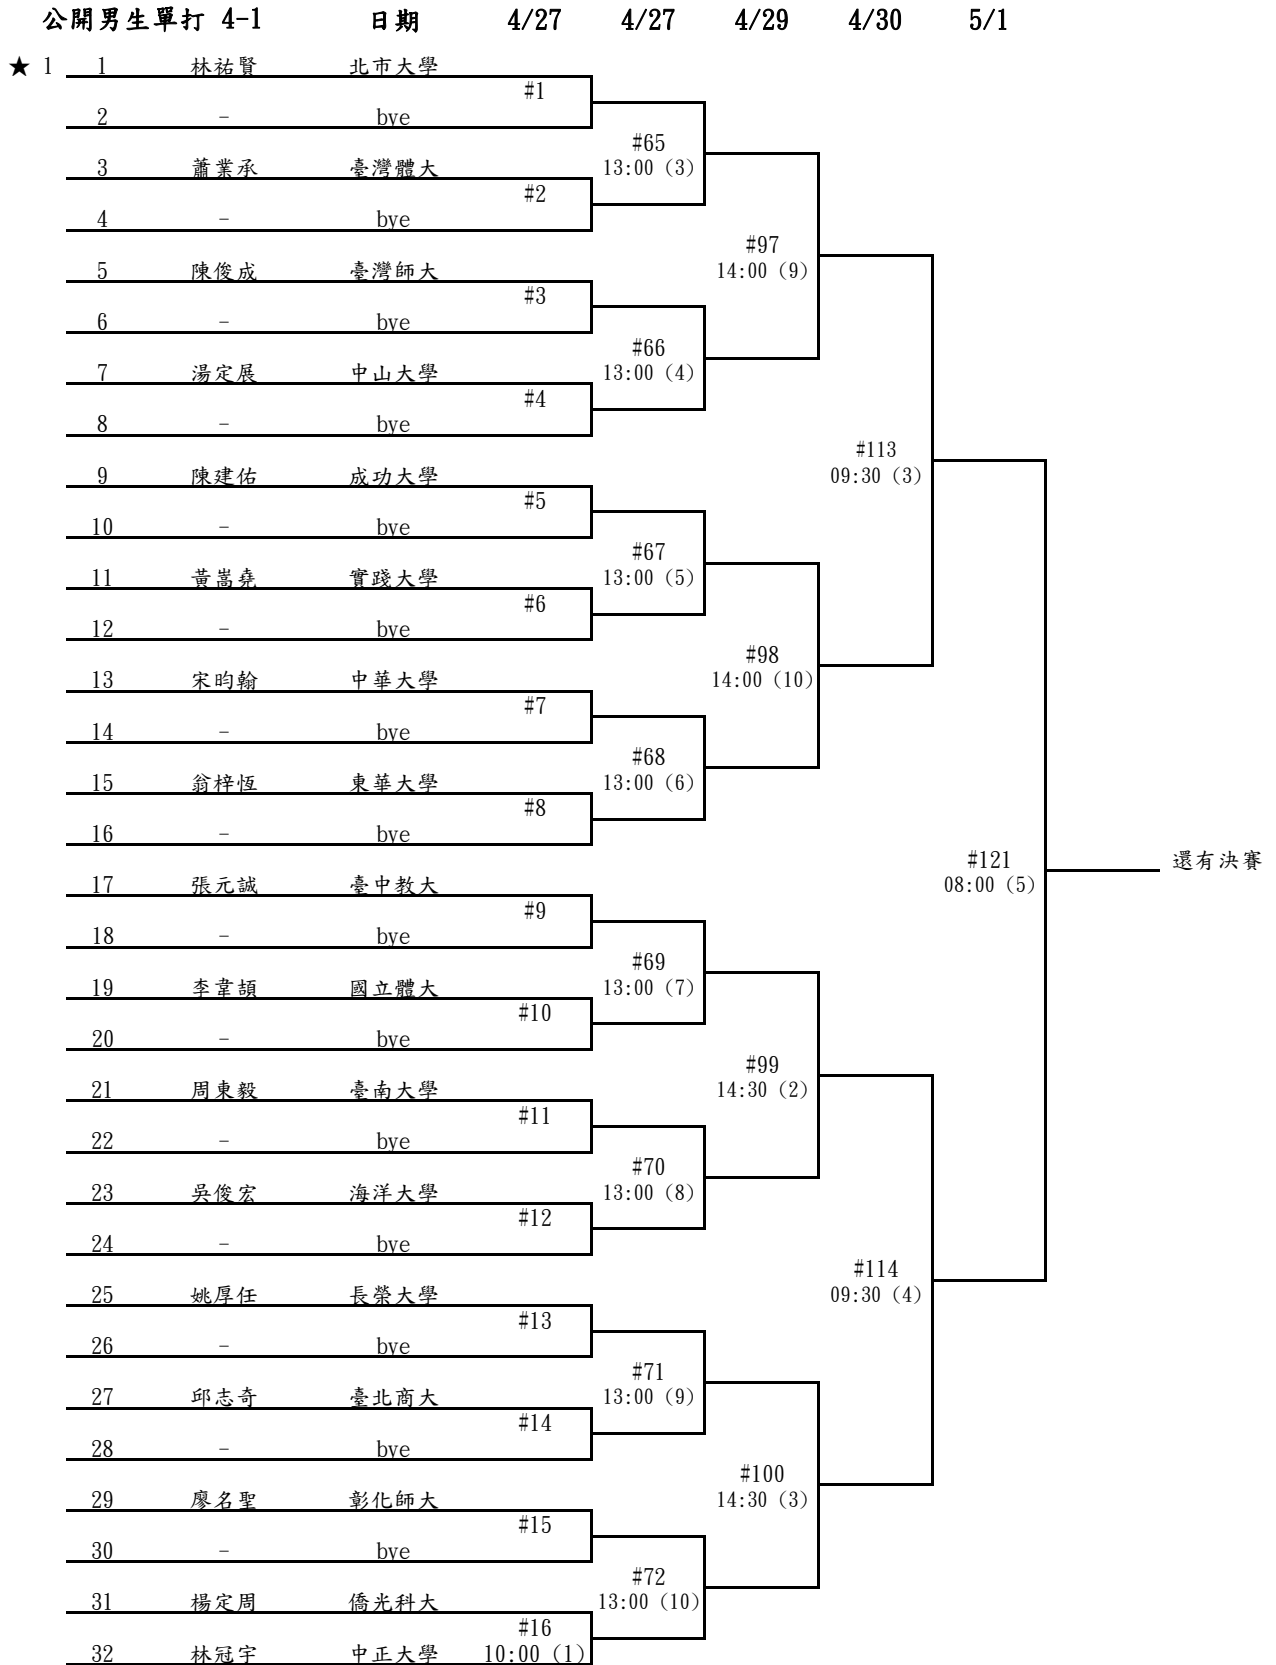 公開男生單打 4-1 日期 4/27 4/27 4/29 4/30 5/1
★ 1 1 林祐賢 北市大學
#1
2 - bye
#65
13:00 (3)
3 蕭業承 臺灣體大
#2
4 - bye
#97
14:00 (9)
5 陳俊成 臺灣師大
#3
6 - bye
#66
13:00 (4)
7 湯定展 中山大學
#4
8 - bye
#113
09:30 (3)
9 陳建佑 成功大學
#5
10 - bye
#67
13:00 (5)
11 黃嵩堯 實踐大學
#6
12 - bye
#98
14:00 (10)
13 宋昀翰 中華大學
#7
14 - bye
#68
13:00 (6)
15 翁梓恆 東華大學
#8
16 - bye
#121 還有決賽
08:00 (5)
17 張元誠 臺中教大
#9
18 - bye
#69
13:00 (7)
19 李韋頡 國立體大
#10
20 - bye
#99
14:30 (2)
21 周東毅 臺南大學
#11
22 - bye
#70
13:00 (8)
23 吳俊宏 海洋大學
#12
24 - bye
#114
09:30 (4)
25 姚厚任 長榮大學
#13
26 - bye
#71
13:00 (9)
27 邱志奇 臺北商大
#14
28 - bye
#100
14:30 (3)
29 廖名聖 彰化師大
#15
30 - bye
#72
13:00 (10)
31 楊定周 僑光科大
#16
32 林冠宇 中正大學 10:00 (1)